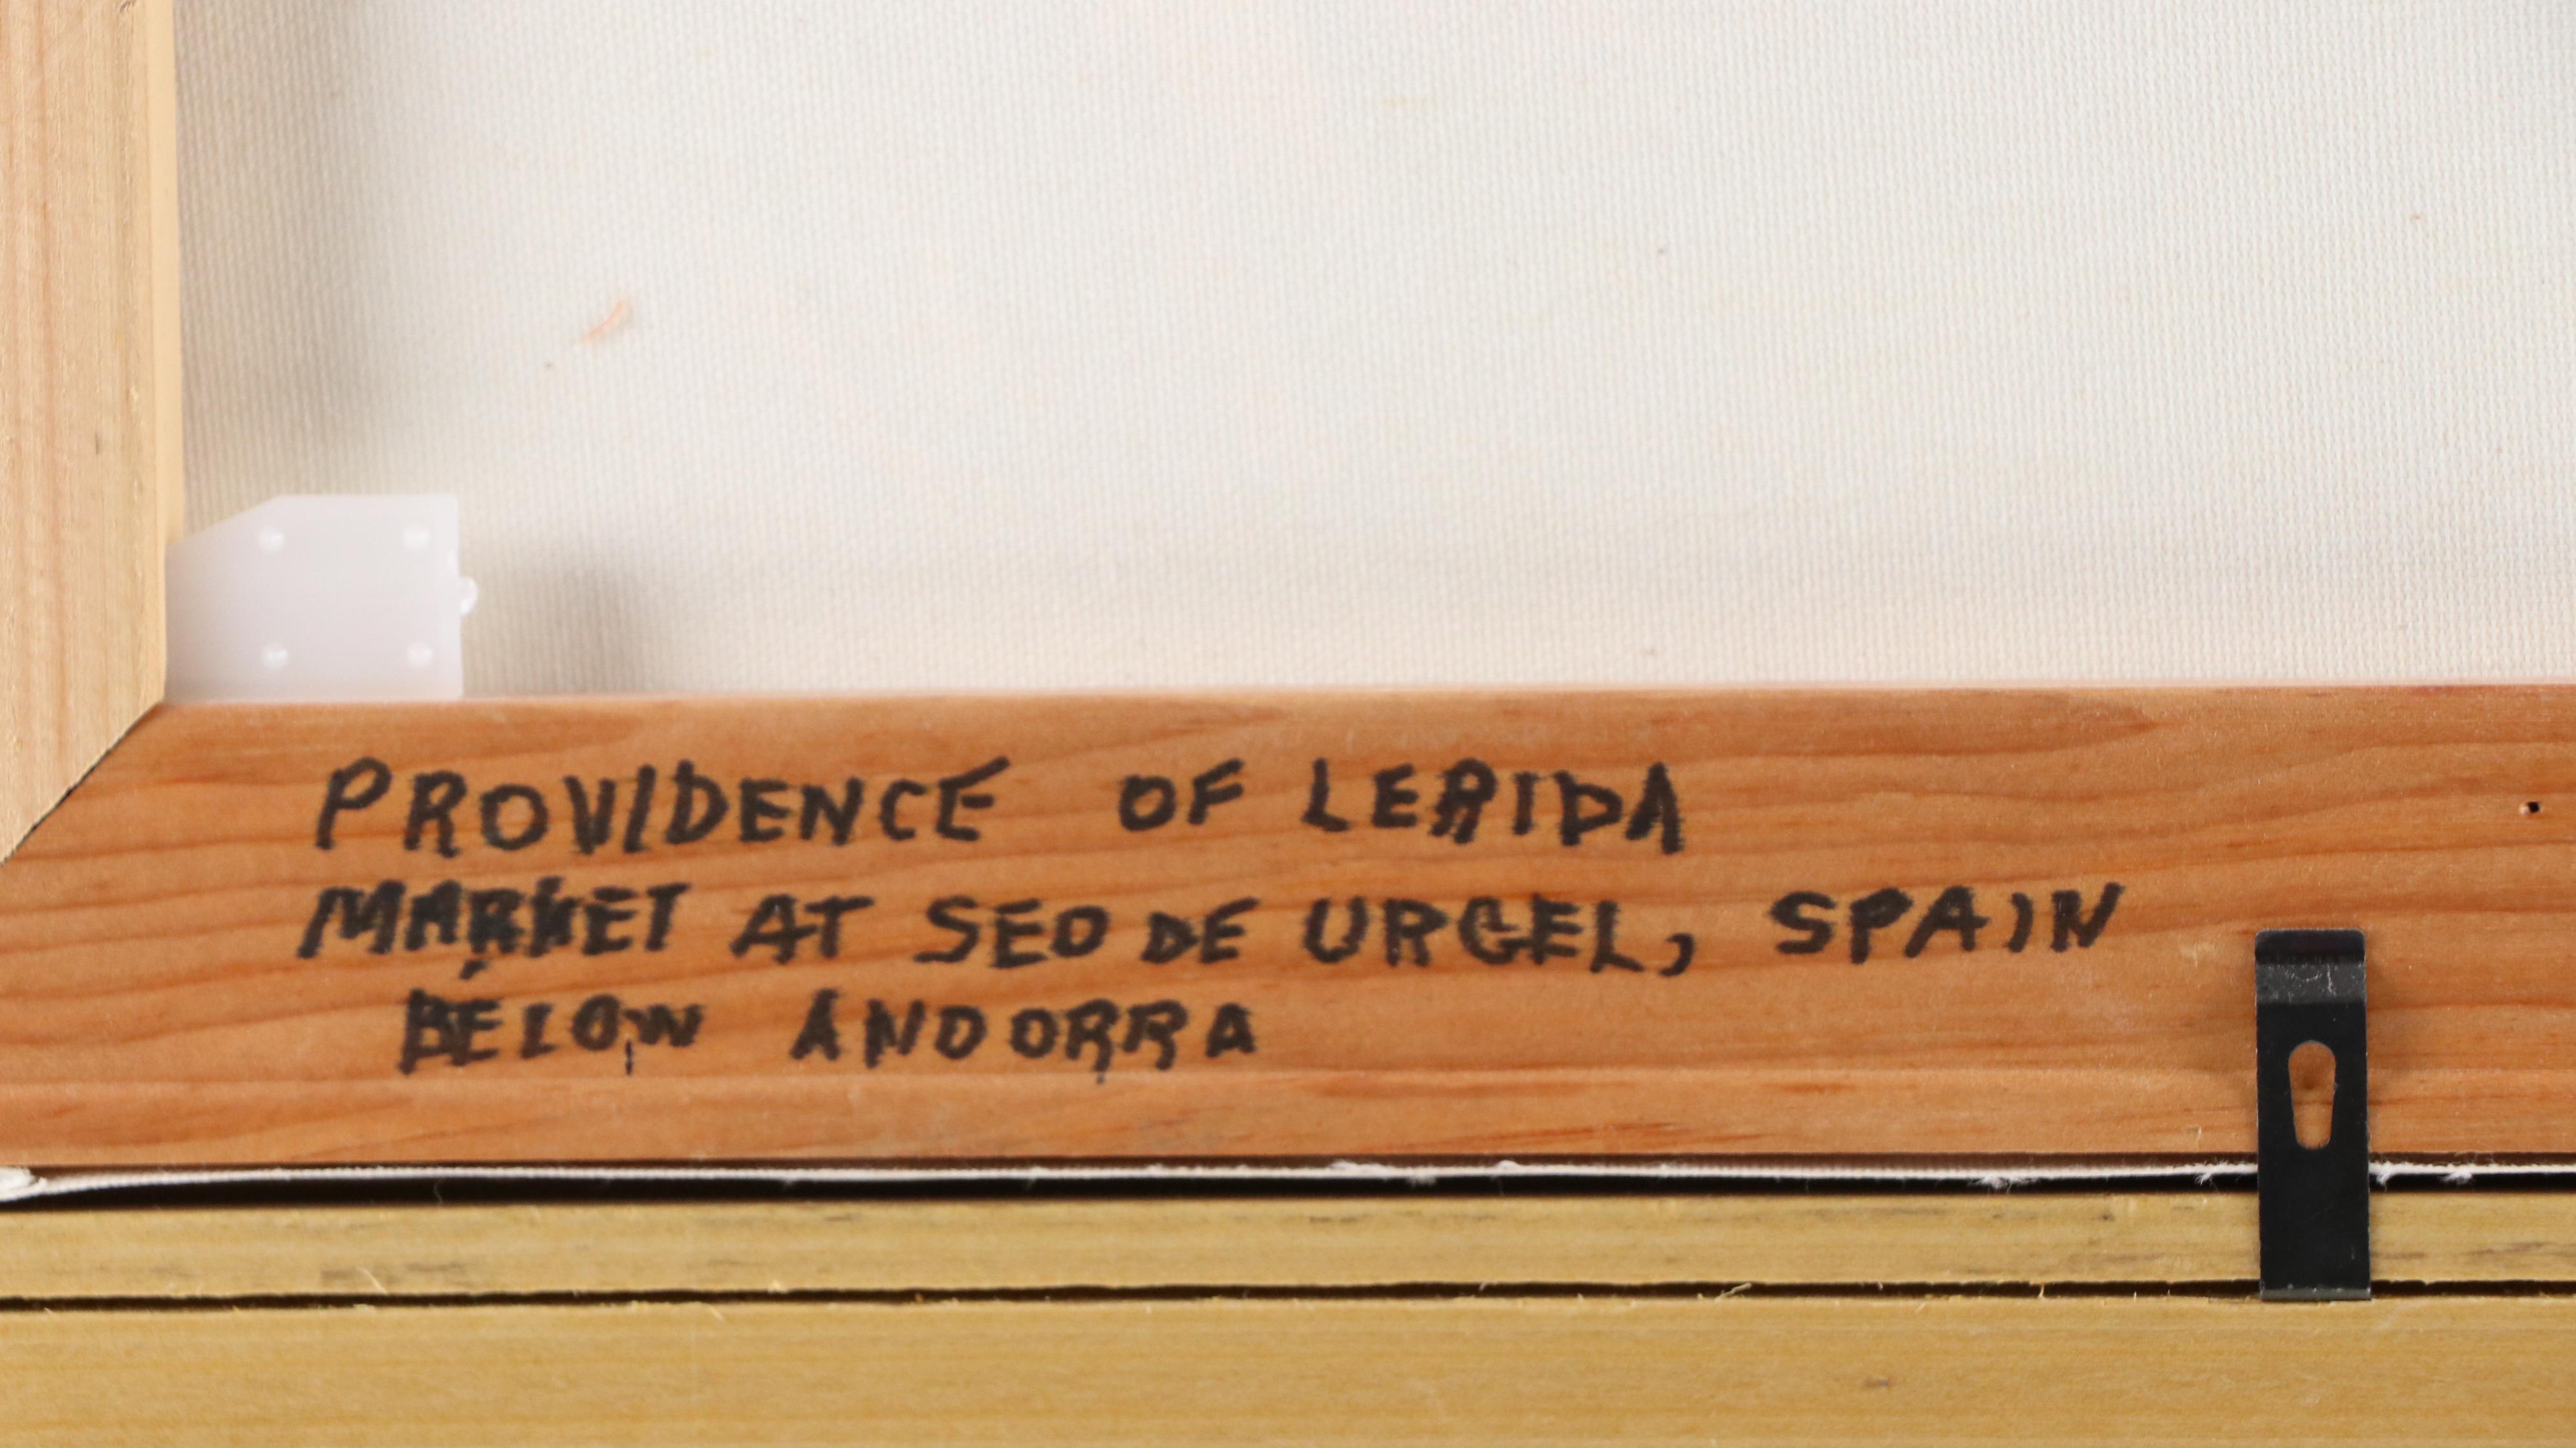 PROVIDENCE OF LERIDA
MARKET AT SEO DE URGEL, SPAIN
BELOW ANDORRA